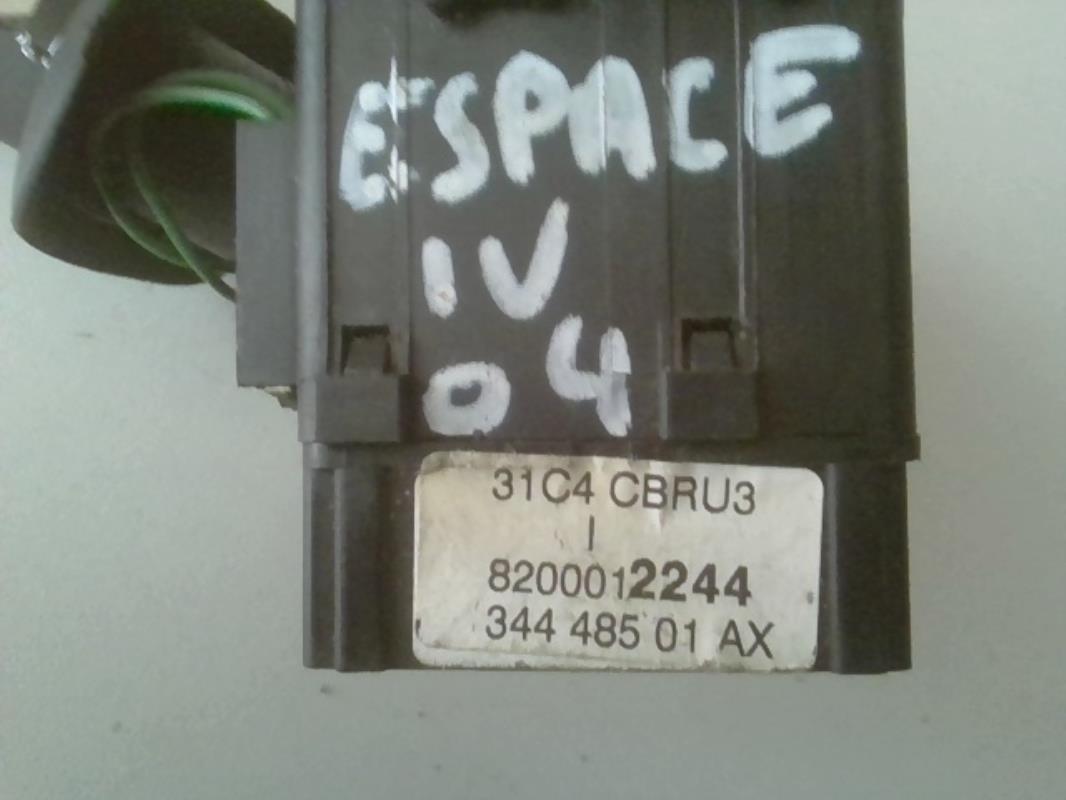 ESPACE
IV
04
31C4 CBRU3
I
8200012244
344 485 01 AX